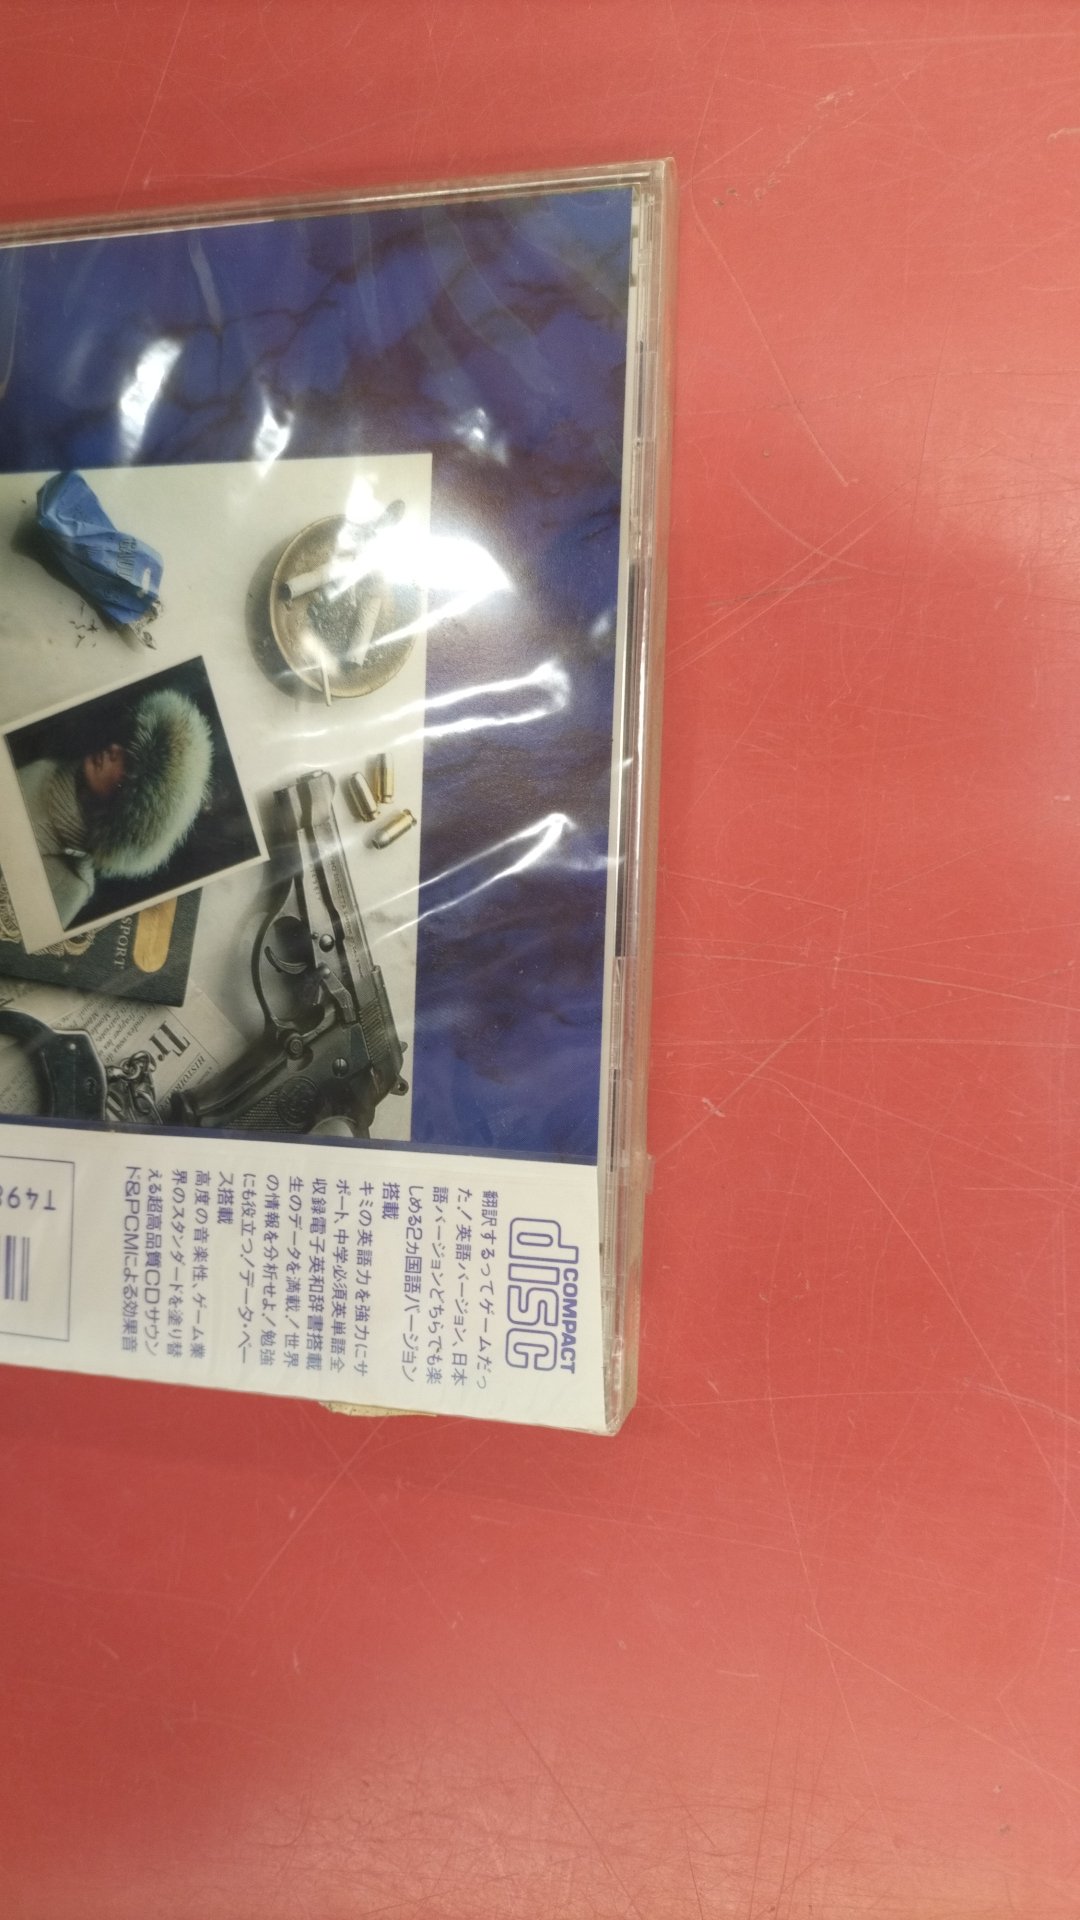 COMPACT
disc
翻訳するってゲームだっ
た!英語バージョン、日本
語バージョンどちらでも楽
しめる2カ国語バージョン
搭載
キミの英語力を強力にサ
ポート、中学必須英単語全
収録電子英和辞書搭載
生のデータを満載!世界
の情報を分析せよ!勉強
にも役立つ!データ・ベー
ス搭載
高度の音楽性、ゲーム業
界のスタンダードを塗り替
える超高品質CDサウン
ド&PCMによる効果音
T49
SPORT
Tr
HISTOIR